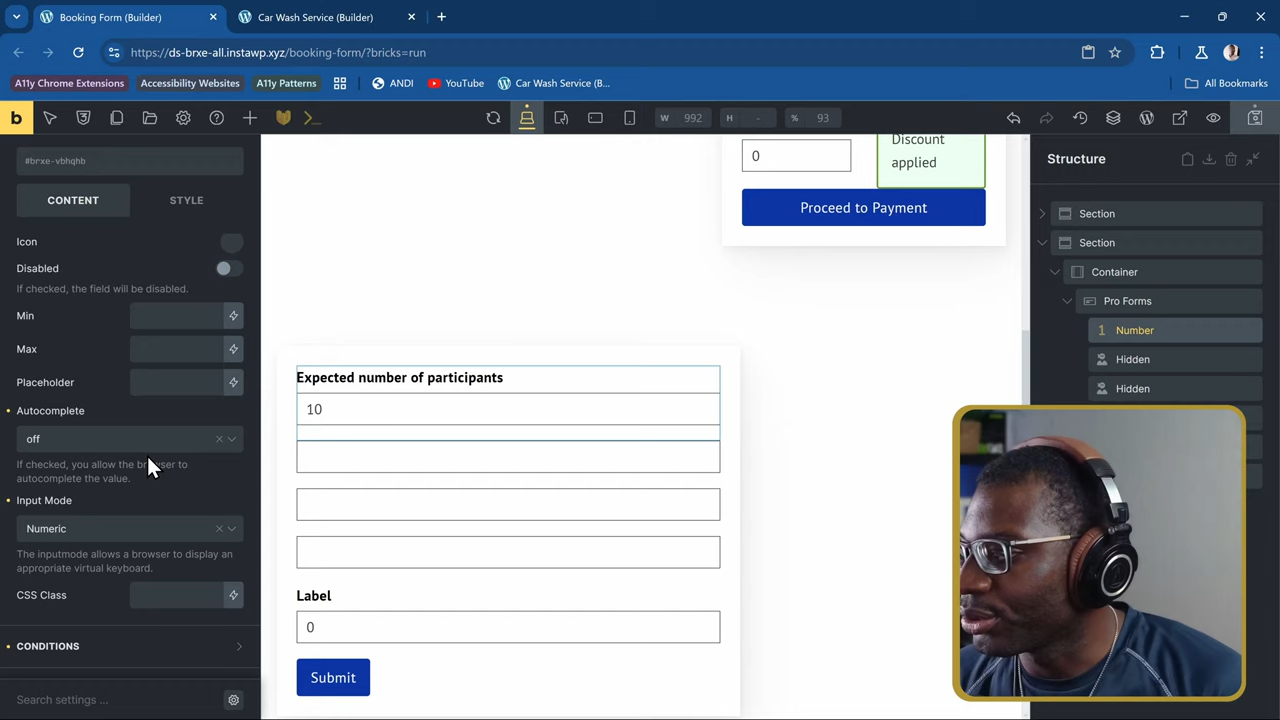 Booking Form (Builder)
Car Wash Service (Builder)
https://ds-brxe-all.instawp.xyz/booking-form/?bricks=run
A11y Chrome Extensions
Accessibility Websites
A11y Patterns
ANDI
YouTube
Car Wash Service (B...
All Bookmarks
b
W 992
H -
% 93
#brxe-vbhqhb
CONTENT
STYLE
Icon
Disabled
If checked, the field will be disabled.
Min
Max
Placeholder
Autocomplete
off
If checked, you allow the browser to
autocomplete the value.
Input Mode
Numeric
The inputmode allows a browser to display an
appropriate virtual keyboard.
CSS Class
CONDITIONS
Search settings ...
0
Discount
applied
Proceed to Payment
Expected number of participants
10
Label
0
Submit
Structure
Section
Section
Container
Pro Forms
1 Number
Hidden
Hidden